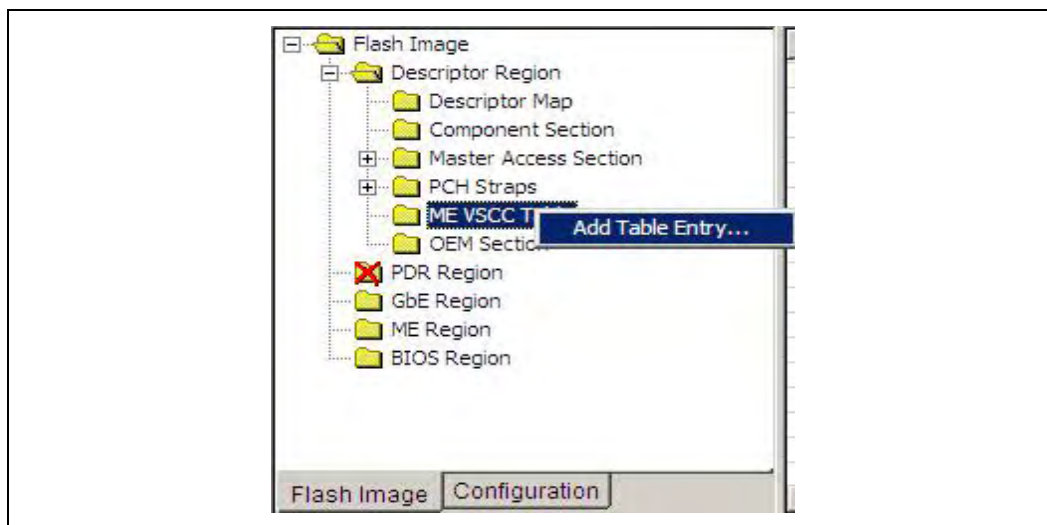 Flash Image
Descriptor Region
Descriptor Map
Component Section
Master Access Section
PCH Straps
ME VSCC
Add Table Entry...
OEM Section
PDR Region
GbE Region
ME Region
BIOS Region
Flash Image
Configuration